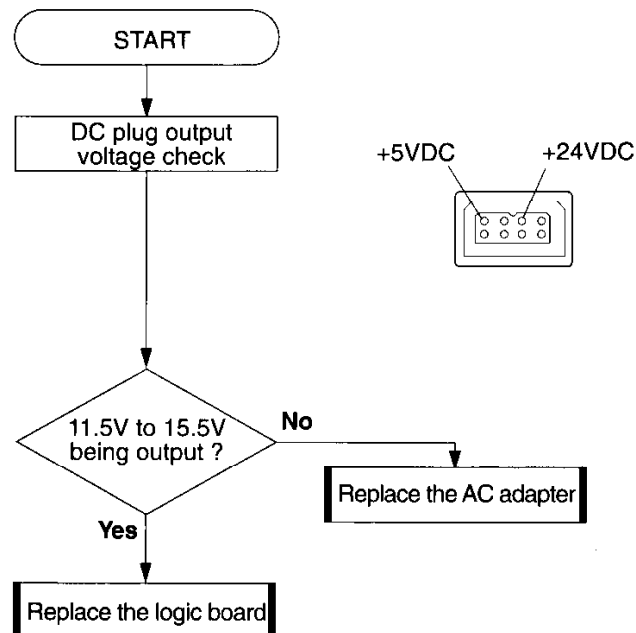 START
DC plug output
voltage check
+5VDC
+24VDC
11.5V to 15.5V
being output ?
No
Replace the AC adapter
Yes
Replace the logic board